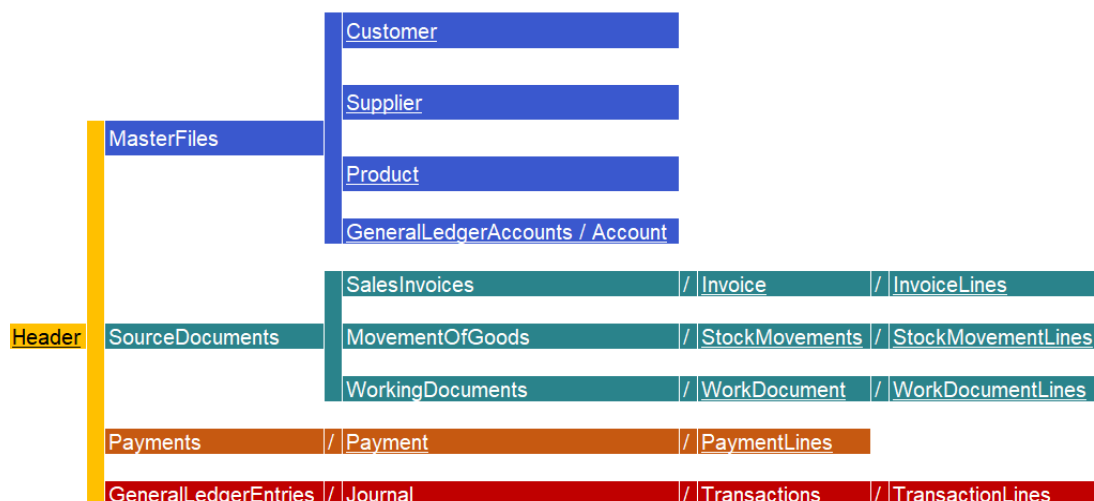 Customer
Supplier
MasterFiles
Product
GeneralLedgerAccounts / Account
SalesInvoices / Invoice / InvoiceLines
Header SourceDocuments MovementOfGoods / StockMovements / StockMovementLines
WorkingDocuments / WorkDocument / WorkDocumentLines
Payments / Payment / PaymentLines
GeneralLedgerEntries / Journal / Transactions / TransactionLines